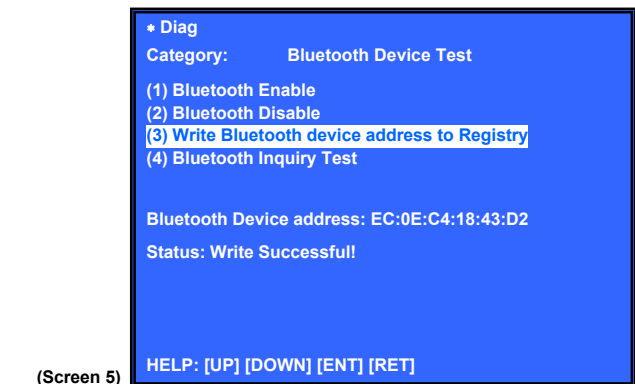 * Diag
Category: Bluetooth Device Test
(1) Bluetooth Enable
(2) Bluetooth Disable
(3) Write Bluetooth device address to Registry
(4) Bluetooth Inquiry Test
Bluetooth Device address: EC:0E:C4:18:43:D2
Status: Write Successful!
HELP: [UP] [DOWN] [ENT] [RET]
(Screen 5)